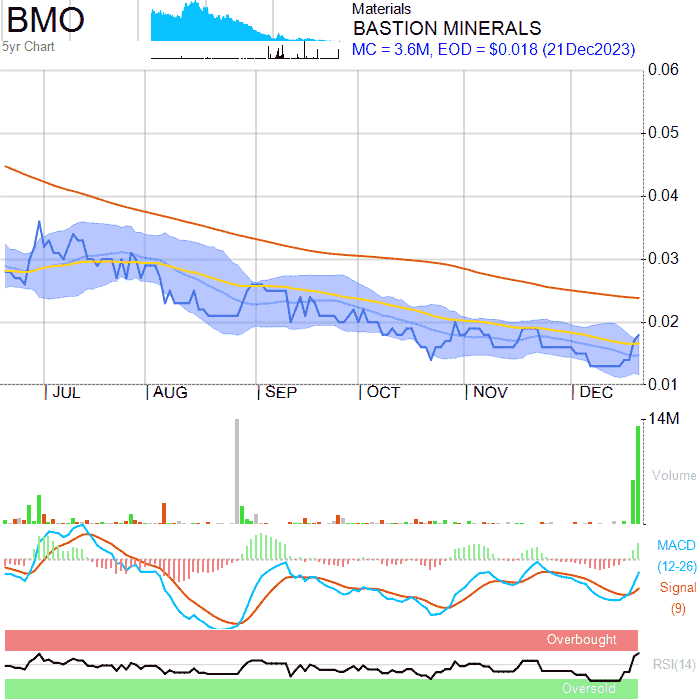 BMO
5yr Chart
Materials
BASTION MINERALS
MC = 3.6M, EOD = $0.018 (21Dec2023)
0.06
0.05
0.04
0.03
0.02
0.01
JUL AUG SEP OCT NOV DEC
14M
Volume
MACD
(12-26)
Signal
(9)
Overbought
RSI(14)
Oversold